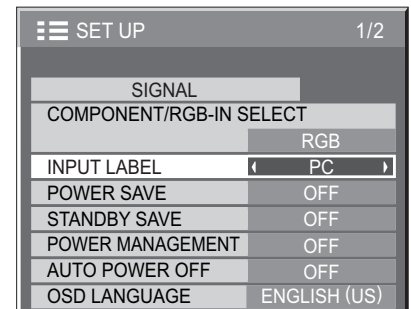 SET UP 1/2
SIGNAL
COMPONENT/RGB-IN SELECT
RGB
INPUT LABEL PC
POWER SAVE OFF
STANDBY SAVE OFF
POWER MANAGEMENT OFF
AUTO POWER OFF OFF
OSD LANGUAGE ENGLISH (US)